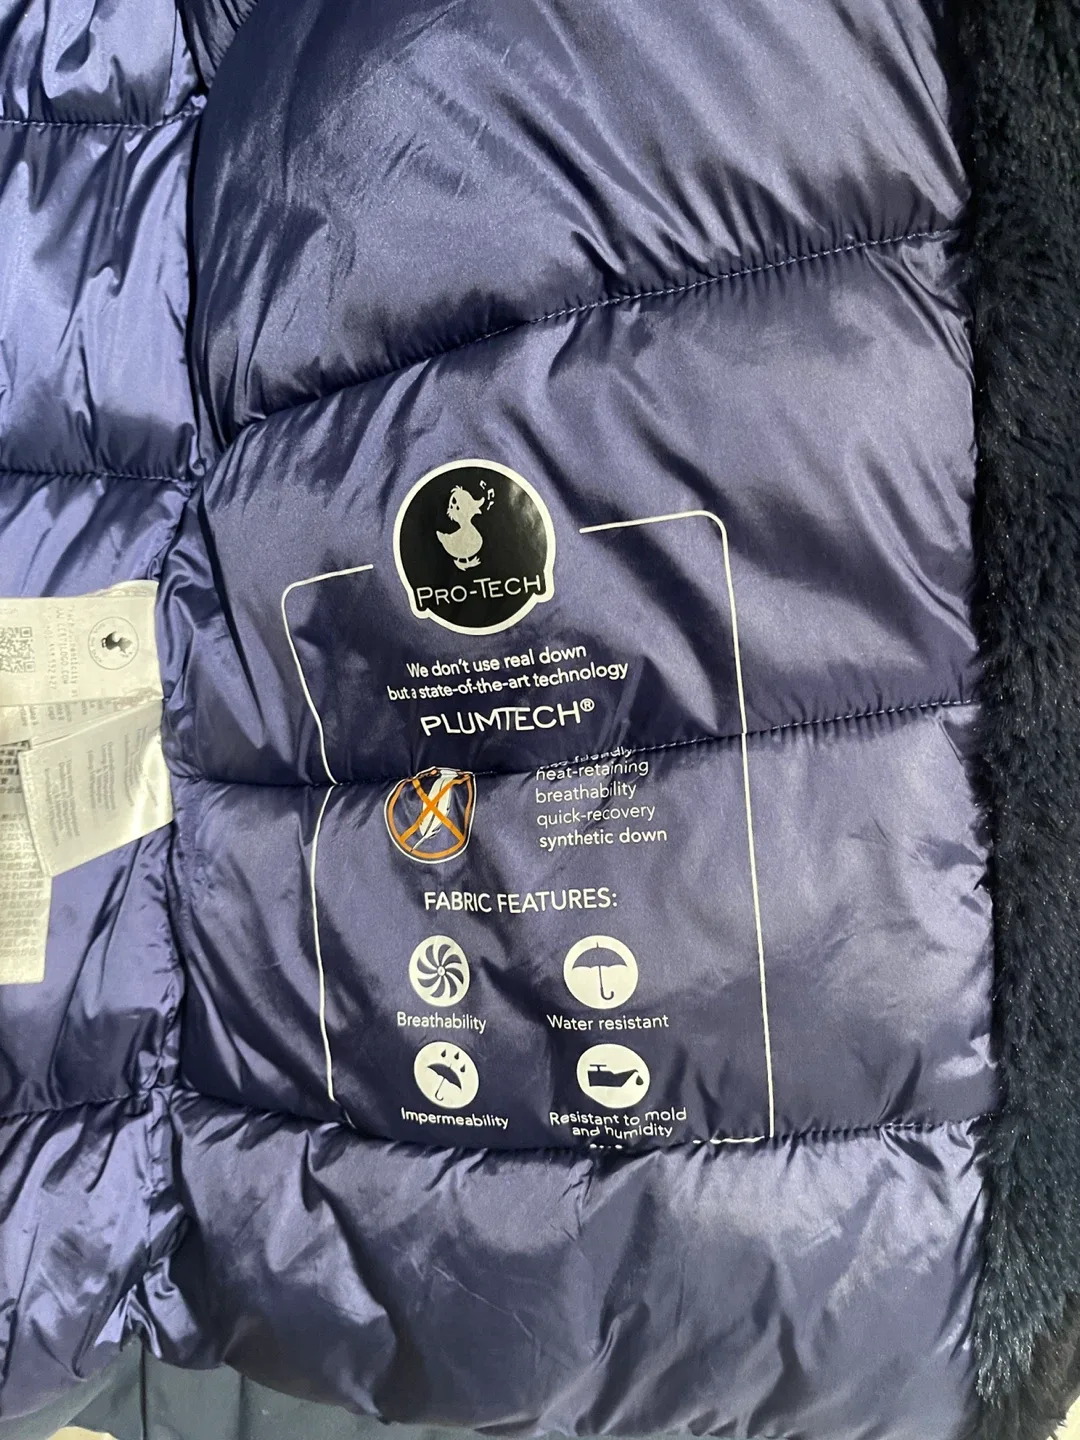 PRO-TECH
We don't use real down
but a state-of-the-art technology
PLUMTECH®
heat-retaining
breathability
quick-recovery
synthetic down
FABRIC FEATURES:
Breathability
Water resistant
Impermeability
Resistant to mold
and humidity